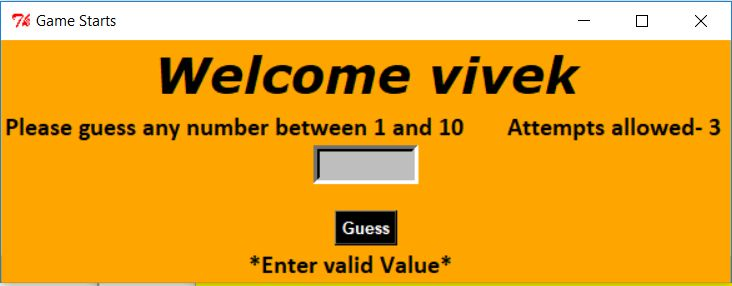 Game Starts
Welcome vivek
Please guess any number between 1 and 10 Attempts allowed- 3
Guess
*Enter valid Value*